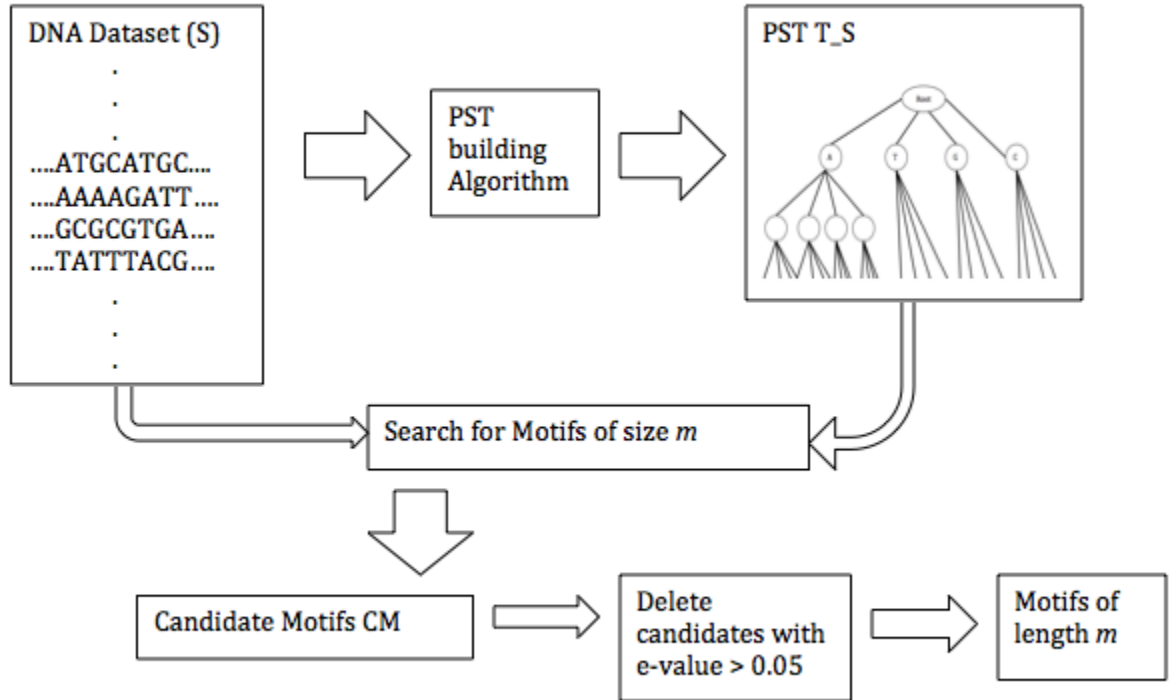 DNA Dataset (S)
.
.
.
....ATGCATGC....
....AAAAGATT....
....GCGCGTGA....
....TATTTACG....
.
.
.
PST
building
Algorithm
PST T_S
Root
A
T
G
C
Search for Motifs of size m
Candidate Motifs CM
Delete
candidates with
e-value > 0.05
Motifs of
length m